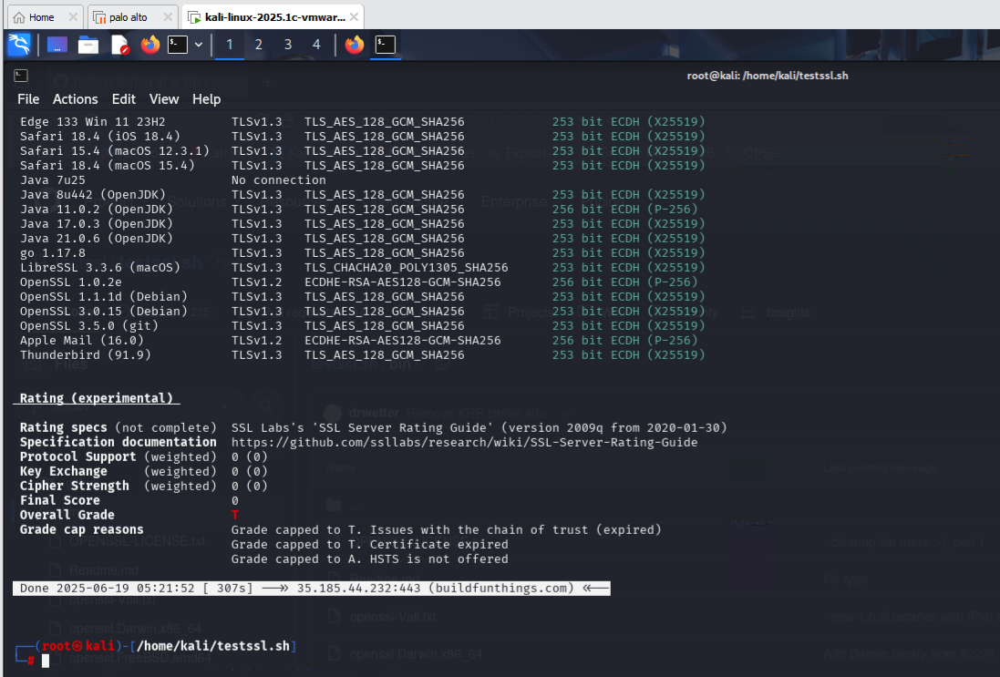 Home
palo alto
kali-linux-2025.1c-vmwar...
1 2 3 4
root@kali: /home/kali/testssl.sh
File Actions Edit View Help
Edge 133 Win 11 23H2 TLSv1.3 TLS_AES_128_GCM_SHA256 253 bit ECDH (X25519)
Safari 18.4 (iOS 18.4) TLSv1.3 TLS_AES_128_GCM_SHA256 253 bit ECDH (X25519)
Safari 15.4 (macOS 12.3.1) TLSv1.3 TLS_AES_128_GCM_SHA256 253 bit ECDH (X25519)
Safari 18.4 (macOS 15.4) TLSv1.3 TLS_AES_128_GCM_SHA256 253 bit ECDH (X25519)
Java 7u25 No connection
Java 8u442 (OpenJDK) TLSv1.3 TLS_AES_128_GCM_SHA256 253 bit ECDH (X25519)
Java 11.0.2 (OpenJDK) TLSv1.3 TLS_AES_128_GCM_SHA256 256 bit ECDH (P-256)
Java 17.0.3 (OpenJDK) TLSv1.3 TLS_AES_128_GCM_SHA256 253 bit ECDH (X25519)
Java 21.0.6 (OpenJDK) TLSv1.3 TLS_AES_128_GCM_SHA256 253 bit ECDH (X25519)
go 1.17.8 TLSv1.3 TLS_AES_128_GCM_SHA256 253 bit ECDH (X25519)
LibreSSL 3.3.6 (macOS) TLSv1.3 TLS_CHACHA20_POLY1305_SHA256 253 bit ECDH (X25519)
OpenSSL 1.0.2e TLSv1.2 ECDHE-RSA-AES128-GCM-SHA256 256 bit ECDH (P-256)
OpenSSL 1.1.1d (Debian) TLSv1.3 TLS_AES_128_GCM_SHA256 253 bit ECDH (X25519)
OpenSSL 3.0.15 (Debian) TLSv1.3 TLS_AES_128_GCM_SHA256 253 bit ECDH (X25519)
OpenSSL 3.5.0 (git) TLSv1.3 TLS_AES_128_GCM_SHA256 253 bit ECDH (X25519)
Apple Mail (16.0) TLSv1.2 ECDHE-RSA-AES128-GCM-SHA256 256 bit ECDH (P-256)
Thunderbird (91.9) TLSv1.3 TLS_AES_128_GCM_SHA256 253 bit ECDH (X25519)
Rating (experimental)
Rating specs (not complete) SSL Labs's 'SSL Server Rating Guide' (version 2009q from 2020-01-30)
Specification documentation https://github.com/ssllabs/research/wiki/SSL-Server-Rating-Guide
Protocol Support (weighted) 0 (0)
Key Exchange (weighted) 0 (0)
Cipher Strength (weighted) 0 (0)
Final Score 0
Overall Grade T
Grade cap reasons Grade capped to T. Issues with the chain of trust (expired)
Grade capped to T. Certificate expired
Grade capped to A. HSTS is not offered
Done 2025-06-19 05:21:52 [ 307s] -->> 35.185.44.232:443 (buildfunthings.com) <<--
┌──(root㉿kali)-[/home/kali/testssl.sh]
└─#